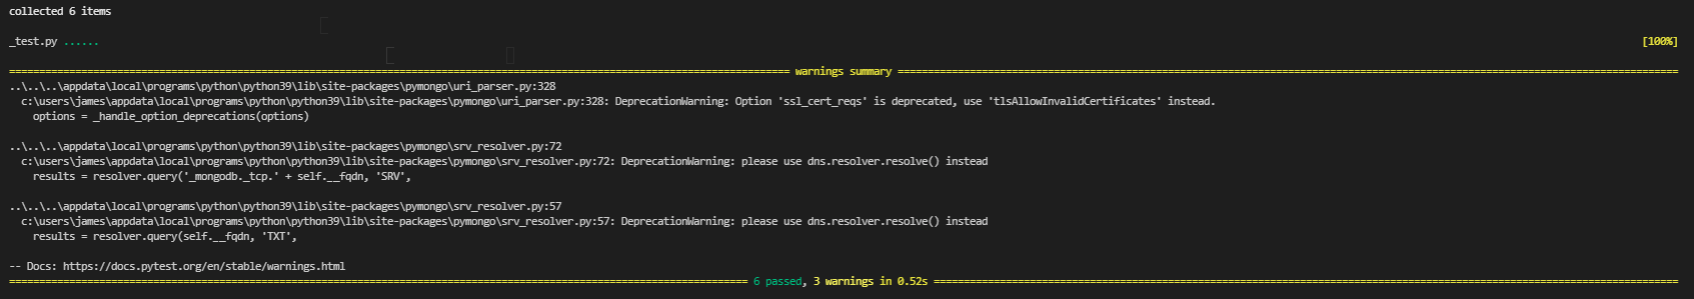 collected 6 items
_test.py ...... [100%]
============================== warnings summary ==============================
..\..\..\appdata\local\programs\python\python39\lib\site-packages\pymongo\uri_parser.py:328
c:\users\james\appdata\local\programs\python\python39\lib\site-packages\pymongo\uri_parser.py:328: DeprecationWarning: Option 'ssl_cert_reqs' is deprecated, use 'tlsAllowInvalidCertificates' instead.
options = _handle_option_deprecations(options)
..\..\..\appdata\local\programs\python\python39\lib\site-packages\pymongo\srv_resolver.py:72
c:\users\james\appdata\local\programs\python\python39\lib\site-packages\pymongo\srv_resolver.py:72: DeprecationWarning: please use dns.resolver.resolve() instead
results = resolver.query('_mongodb._tcp.' + self.__fqdn, 'SRV',
..\..\..\appdata\local\programs\python\python39\lib\site-packages\pymongo\srv_resolver.py:57
c:\users\james\appdata\local\programs\python\python39\lib\site-packages\pymongo\srv_resolver.py:57: DeprecationWarning: please use dns.resolver.resolve() instead
results = resolver.query(self.__fqdn, 'TXT',
-- Docs: https://docs.pytest.org/en/stable/warnings.html
============================== 6 passed, 3 warnings in 0.52s ==============================